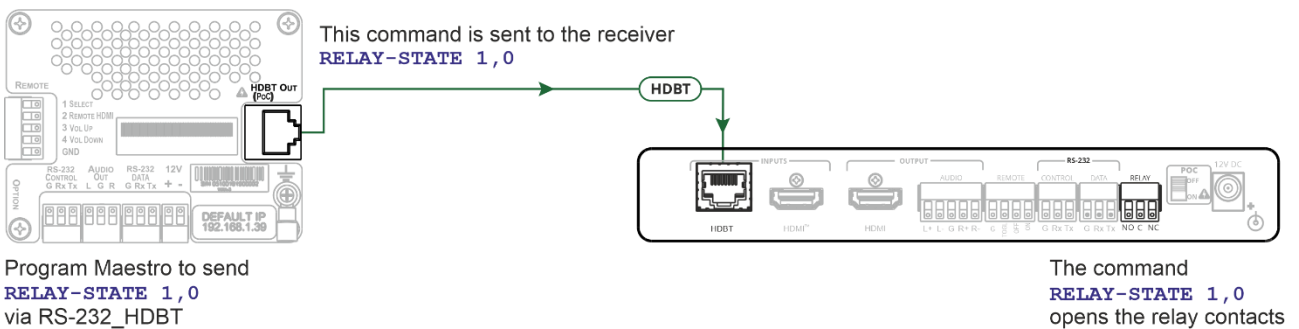 This command is sent to the receiver
RELAY-STATE 1,0
REMOTE
1 SELECT
2 REMOTE HDMI
3 VOL UP
4 VOL DOWN
GND
HDBT OUT
(POC)
HDBT
RS-232
CONTROL
G Rx Tx
AUDIO
OUT
L G R
RS-232
DATA
G Rx Tx
12V
+ -
OPTION
DEFAULT IP
192.168.1.39
INPUTS
OUTPUT
RS-232
AUDIO
REMOTE
CONTROL
DATA
RELAY
POC
OFF
ON
12V DC
HDBT
HDMI™
HDMI
L+ L- G R+ R-
G
OFF
ON
G Rx Tx
G Rx Tx
NO C NC
+
Program Maestro to send
RELAY-STATE 1,0
via RS-232_HDBT
The command
RELAY-STATE 1,0
opens the relay contacts